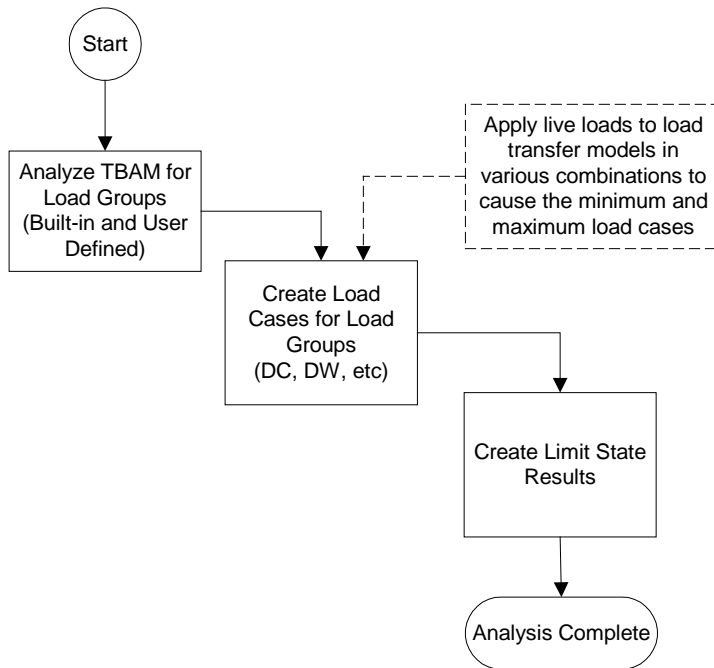 Start
Analyze TBAM for
Load Groups
(Built-in and User
Defined)
Apply live loads to load
transfer models in
various combinations to
cause the minimum and
maximum load cases
Create Load
Cases for Load
Groups
(DC, DW, etc)
Create Limit State
Results
Analysis Complete